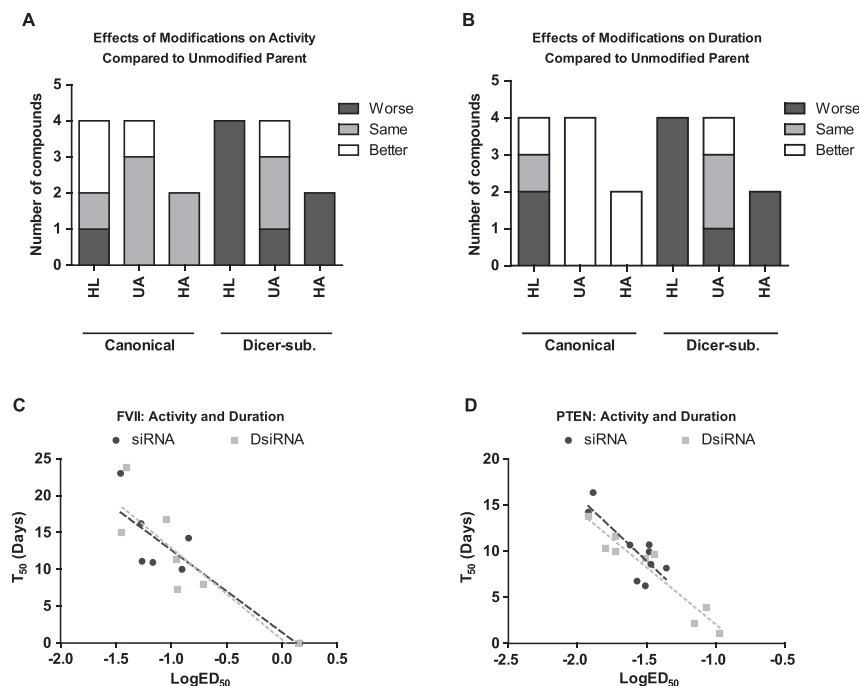 A
Effects of Modifications on Activity
Compared to Unmodified Parent
Number of compounds
5
4
3
2
1
0
Worse
Same
Better
HL
UA
HA
HL
UA
HA
Canonical
Dicer-sub.
B
Effects of Modifications on Duration
Compared to Unmodified Parent
Number of compounds
5
4
3
2
1
0
Worse
Same
Better
HL
UA
HA
HL
UA
HA
Canonical
Dicer-sub.
C
FVII: Activity and Duration
siRNA
DsiRNA
T50 (Days)
25
20
15
10
5
0
-2.0
-1.5
-1.0
-0.5
0.0
0.5
LogED50
D
PTEN: Activity and Duration
siRNA
DsiRNA
T50 (Days)
20
15
10
5
0
-2.5
-2.0
-1.5
-1.0
-0.5
LogED50